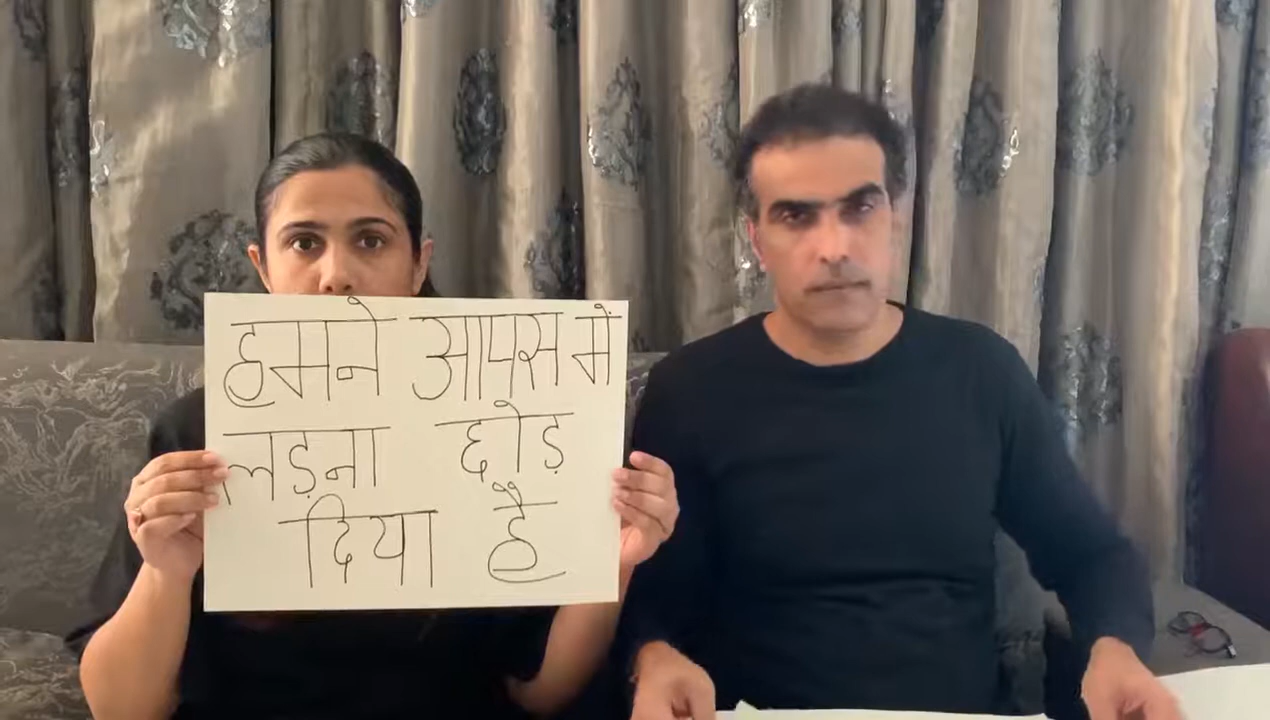 हमने आपस में
लड़ना छोड़
दिया है